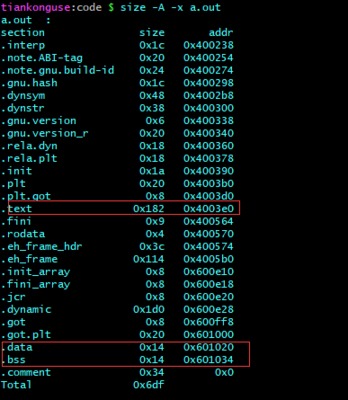 tiankonguse:code $ size -A -x a.out
a.out  :
section              size       addr
.interp              0x1c   0x400238
.note.ABI-tag        0x20   0x400254
.note.gnu.build-id   0x24   0x400274
.gnu.hash            0x1c   0x400298
.dynsym              0x48   0x4002b8
.dynstr              0x38   0x400300
.gnu.version          0x6   0x400338
.gnu.version_r       0x20   0x400340
.rela.dyn            0x18   0x400360
.rela.plt            0x18   0x400378
.init                0x1a   0x400390
.plt                 0x20   0x4003b0
.plt.got              0x8   0x4003d0
.text               0x182   0x4003e0
.fini                 0x9   0x400564
.rodata               0x4   0x400570
.eh_frame_hdr        0x3c   0x400574
.eh_frame           0x114   0x4005b0
.init_array           0x8   0x600e10
.fini_array           0x8   0x600e18
.jcr                  0x8   0x600e20
.dynamic            0x1d0   0x600e28
.got                  0x8   0x600ff8
.got.plt             0x20   0x601000
.data                0x14   0x601020
.bss                 0x14   0x601034
.comment             0x34        0x0
Total               0x6df